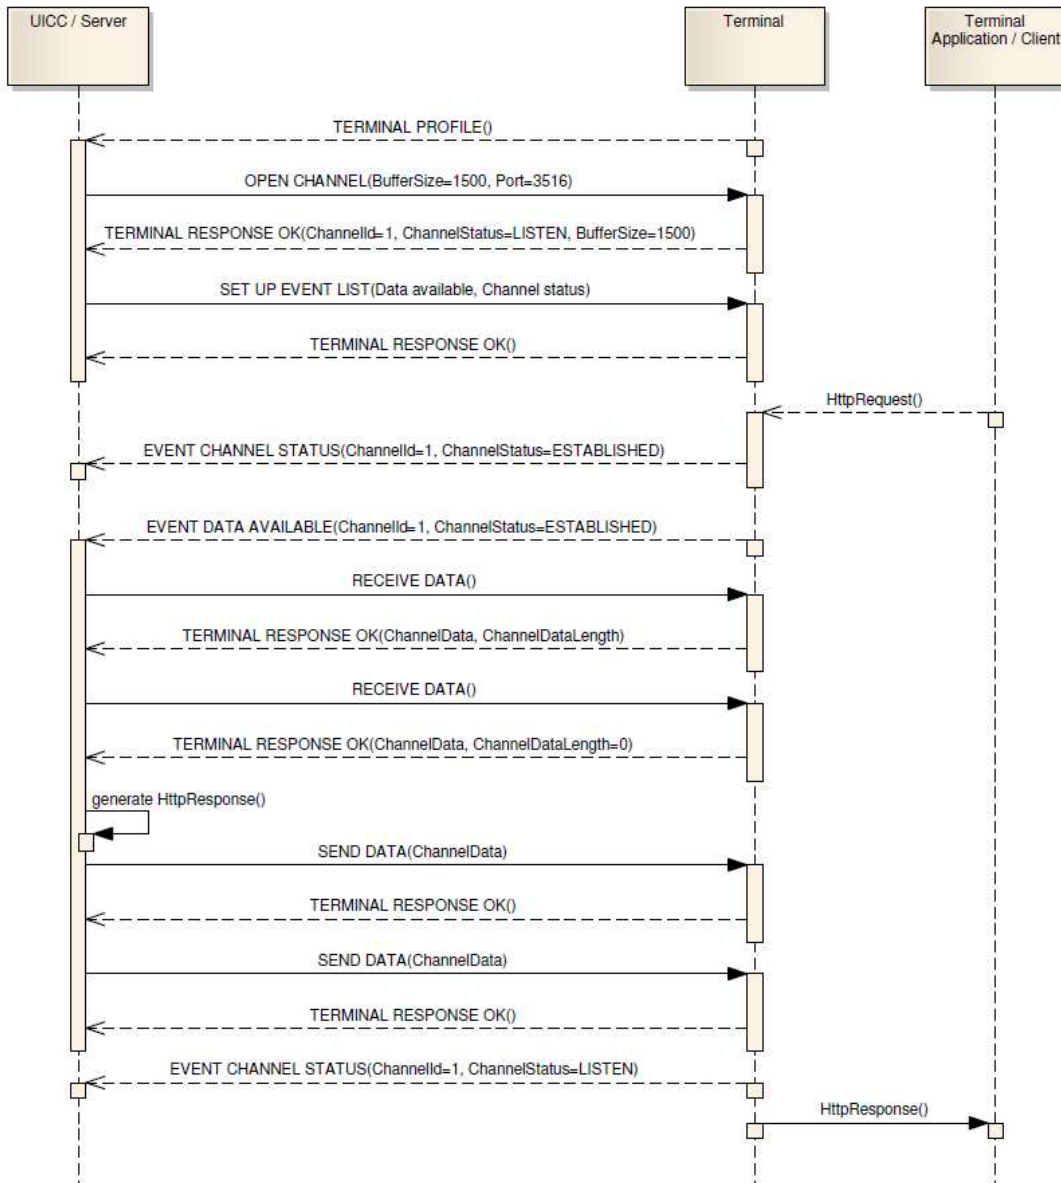 UICC / Server
Terminal
Terminal
Application / Client
TERMINAL PROFILE()
OPEN CHANNEL(BufferSize=1500, Port=3516)
TERMINAL RESPONSE OK(ChannelId=1, ChannelStatus=LISTEN, BufferSize=1500)
SET UP EVENT LIST(Data available, Channel status)
TERMINAL RESPONSE OK()
HttpRequest()
EVENT CHANNEL STATUS(ChannelId=1, ChannelStatus=ESTABLISHED)
EVENT DATA AVAILABLE(ChannelId=1, ChannelStatus=ESTABLISHED)
RECEIVE DATA()
TERMINAL RESPONSE OK(ChannelData, ChannelDataLength)
RECEIVE DATA()
TERMINAL RESPONSE OK(ChannelData, ChannelDataLength=0)
generate HttpResponse()
SEND DATA(ChannelData)
TERMINAL RESPONSE OK()
SEND DATA(ChannelData)
TERMINAL RESPONSE OK()
EVENT CHANNEL STATUS(ChannelId=1, ChannelStatus=LISTEN)
HttpResponse()